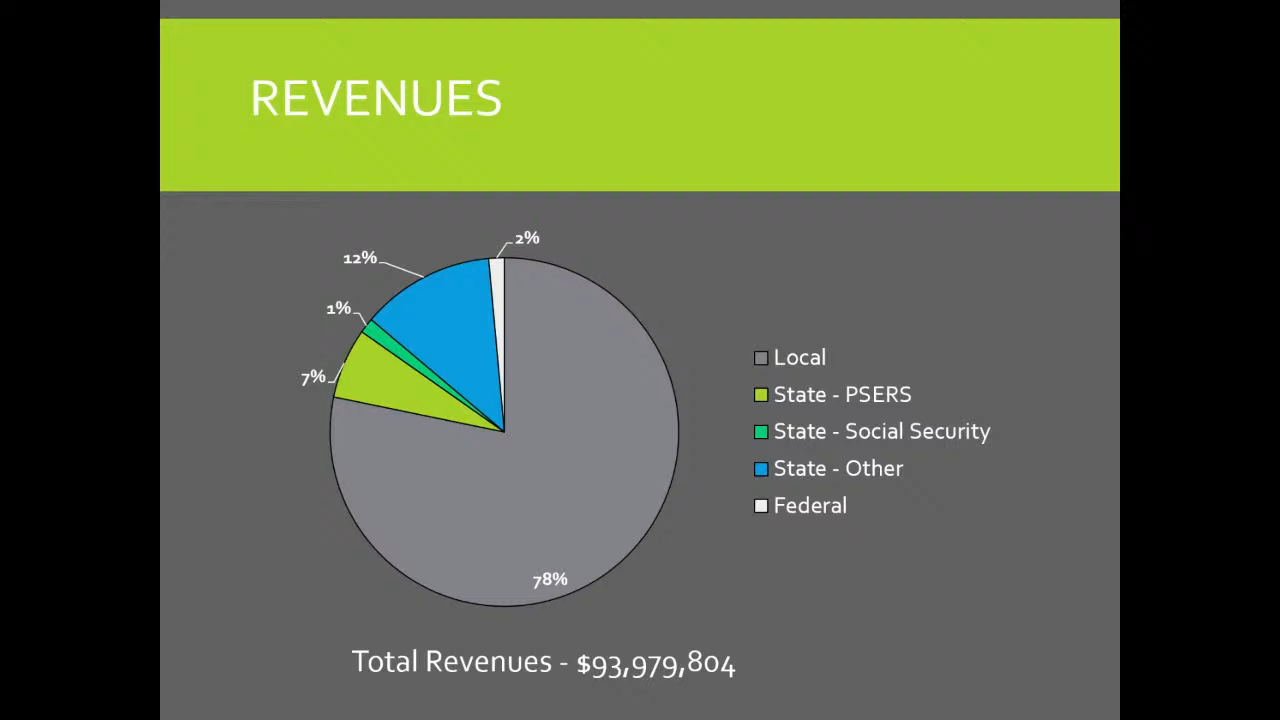 REVENUES
2%
12%
1%
7%
78%
Local
State - PSERS
State - Social Security
State - Other
Federal
Total Revenues - $93,979,804